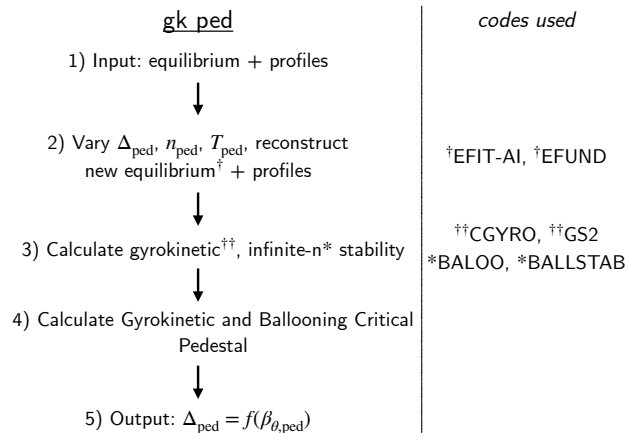 gk ped
codes used
1) Input: equilibrium + profiles
2) Vary Δped, nped, Tped, reconstruct
new equilibrium† + profiles
†EFIT-AI, †EFUND
3) Calculate gyrokinetic††, infinite-n* stability
††CGYRO, ††GS2
*BALOO, *BALLSTAB
4) Calculate Gyrokinetic and Ballooning Critical
Pedestal
5) Output: Δped = f(βθ,ped)